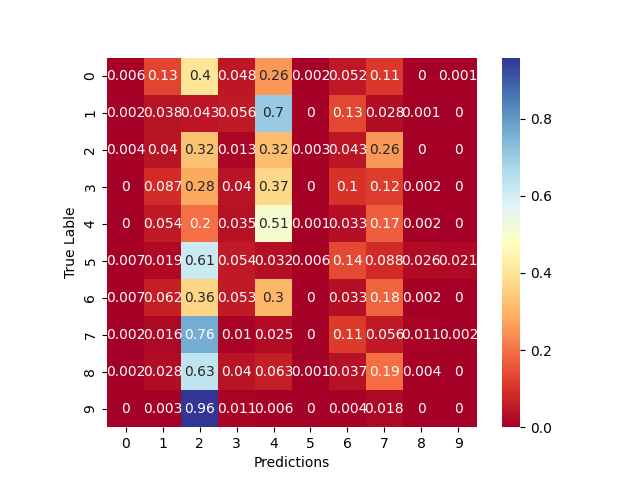 0 0.006 0.13 0.4 0.048 0.26 0.002 0.052 0.11 0 0.001
1 0.002 0.038 0.043 0.056 0.7 0 0.13 0.028 0.001 0
2 0.004 0.04 0.32 0.013 0.32 0.003 0.043 0.26 0 0
3 0 0.087 0.28 0.04 0.37 0 0.1 0.12 0.002 0
4 0 0.054 0.2 0.035 0.51 0.001 0.033 0.17 0.002 0
5 0.007 0.019 0.61 0.054 0.032 0.006 0.14 0.088 0.026 0.021
6 0.007 0.062 0.36 0.053 0.3 0 0.033 0.18 0.002 0
7 0.002 0.016 0.76 0.01 0.025 0 0.11 0.056 0.011 0.002
8 0.002 0.028 0.63 0.04 0.063 0.001 0.037 0.19 0.004 0
9 0 0.003 0.96 0.011 0.006 0 0.004 0.018 0 0
0 1 2 3 4 5 6 7 8 9
Predictions
True Lable
0.8
0.6
0.4
0.2
0.0